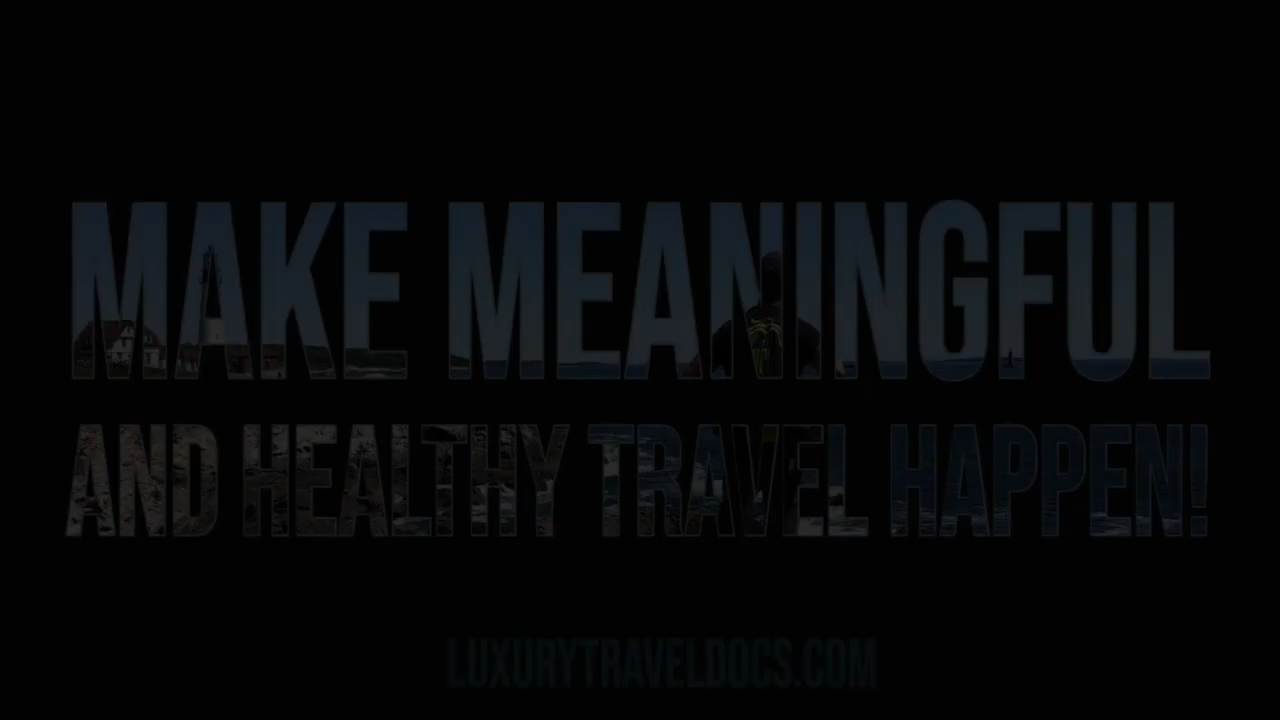 MAKE MEANINGFUL
AND HEALTHY TRAVEL HAPPEN!
LUXURYTRAVELDOCS.COM